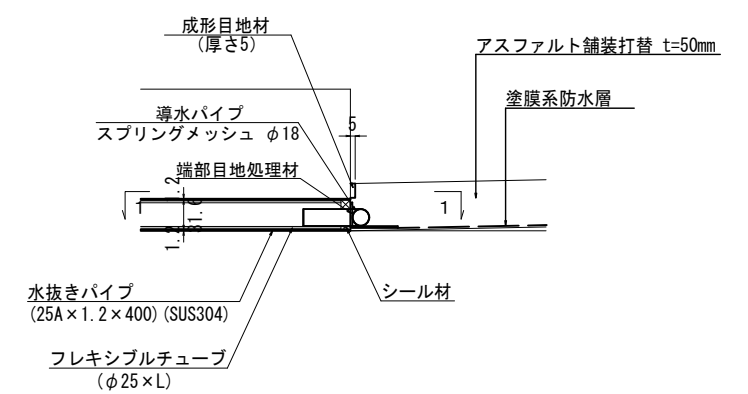 成形目地材
(厚さ5)
アスファルト舗装打替 t=50mm
塗膜系防水層
導水パイプ
スプリングメッシュ φ18
5
端部目地処理材
1
1
水抜きパイプ
(25A×1.2×400)(SUS304)
シール材
フレキシブルチューブ
(φ25×L)